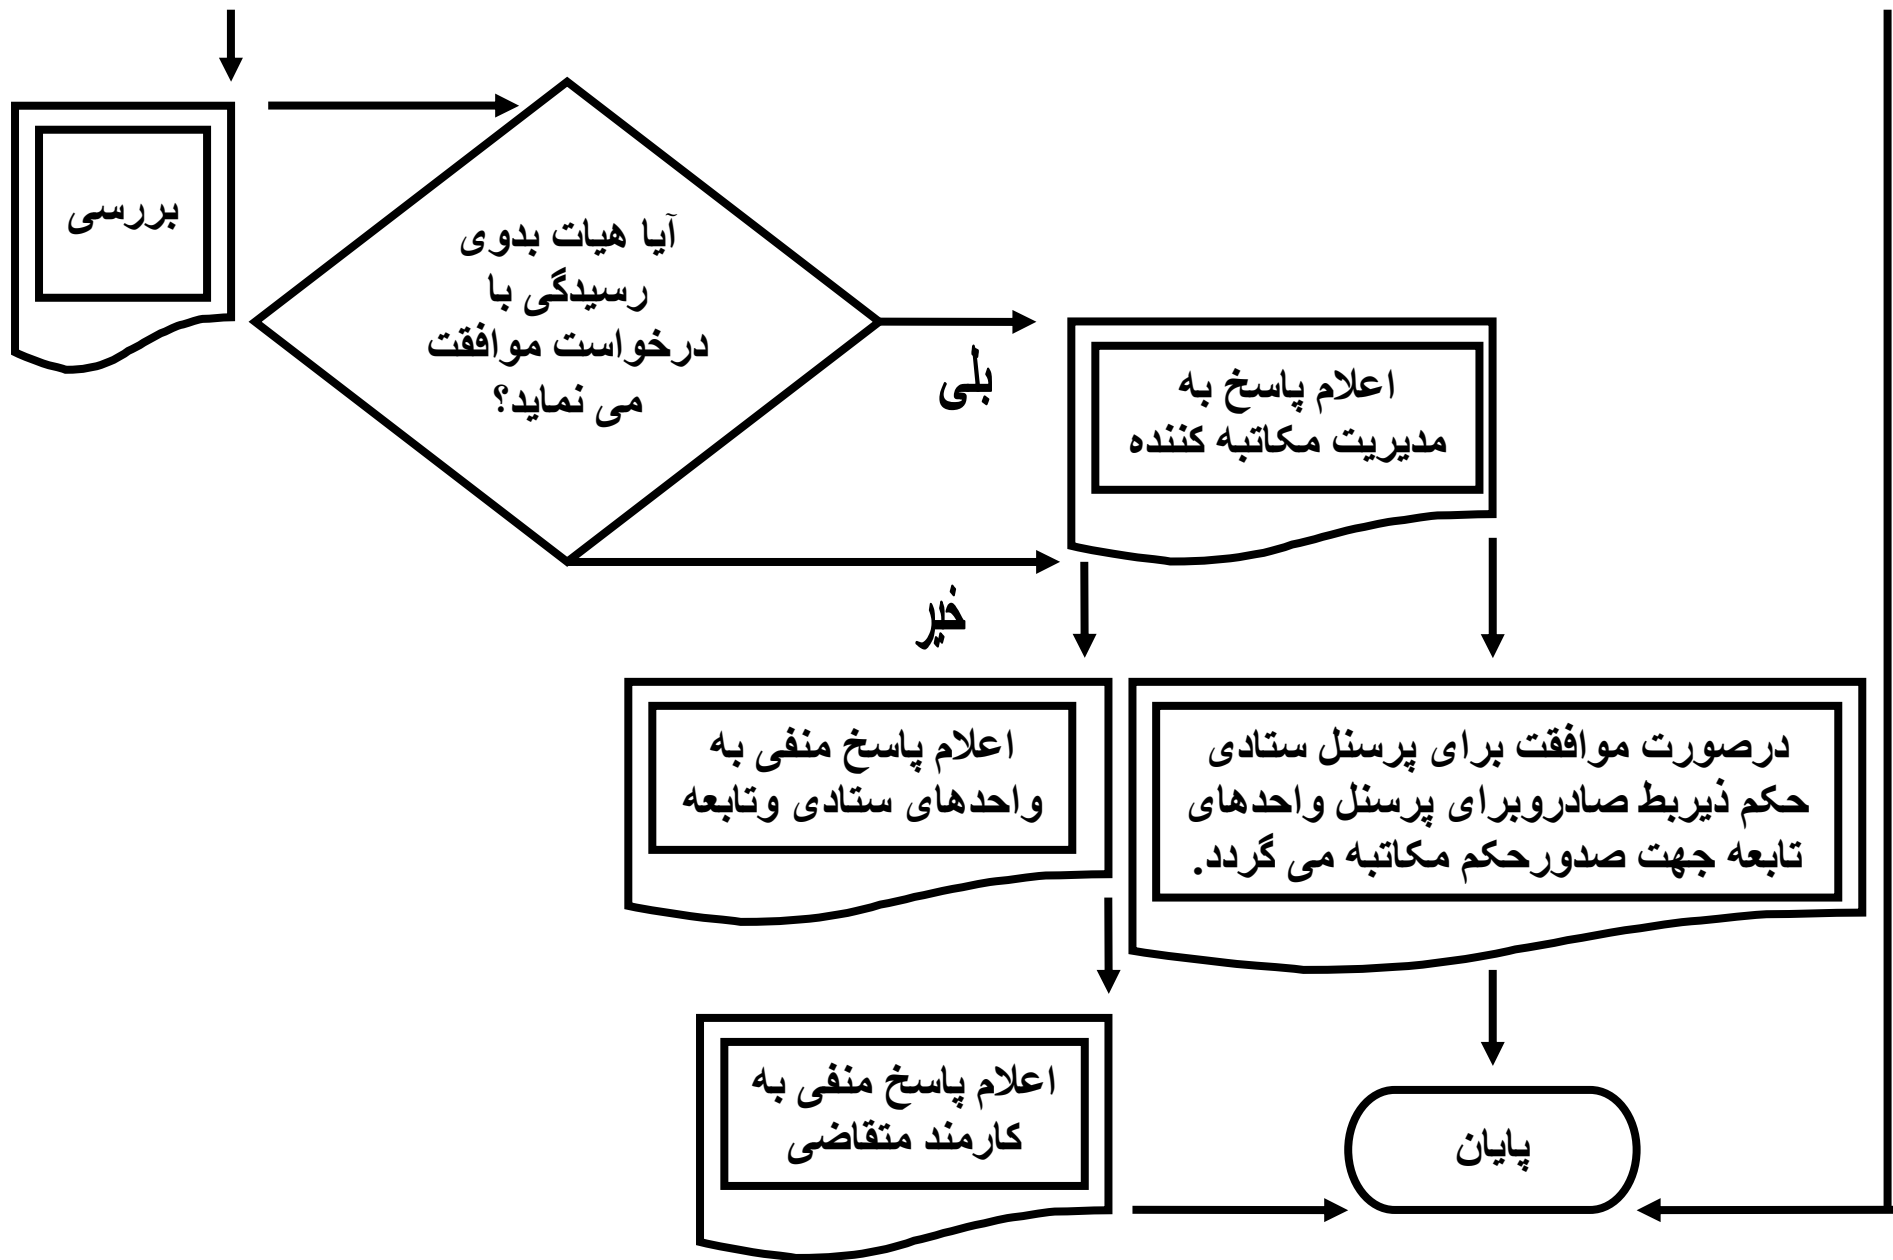 بررسی
آیا هیات بدوی
رسیدگی با
درخواست موافقت
می نماید؟
بلی
اعلام پاسخ به
مدیریت مکاتبه کننده
خیر
درصورت موافقت برای پرسنل ستادی
حکم ذیربط صادروبرای پرسنل واحدهای
تابعه جهت صدورحکم مکاتبه می گردد.
اعلام پاسخ منفی به
واحدهای ستادی وتابعه
اعلام پاسخ منفی به
کارمند متقاضی
پایان